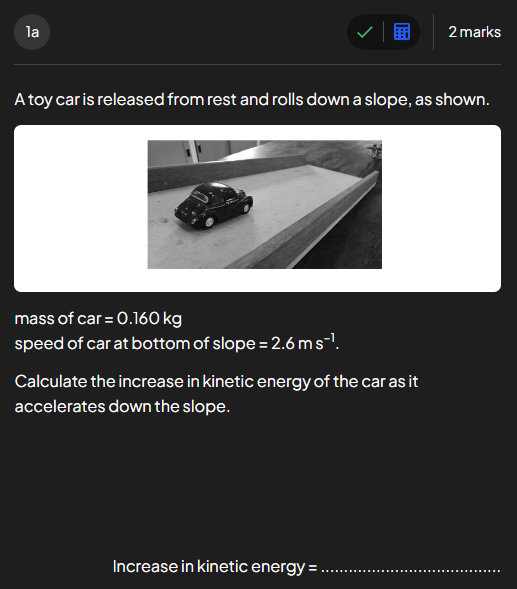 1a
2 marks
A toy car is released from rest and rolls down a slope, as shown.
mass of car = 0.160 kg
speed of car at bottom of slope = 2.6 m s⁻¹.
Calculate the increase in kinetic energy of the car as it
accelerates down the slope.
Increase in kinetic energy = .......................................